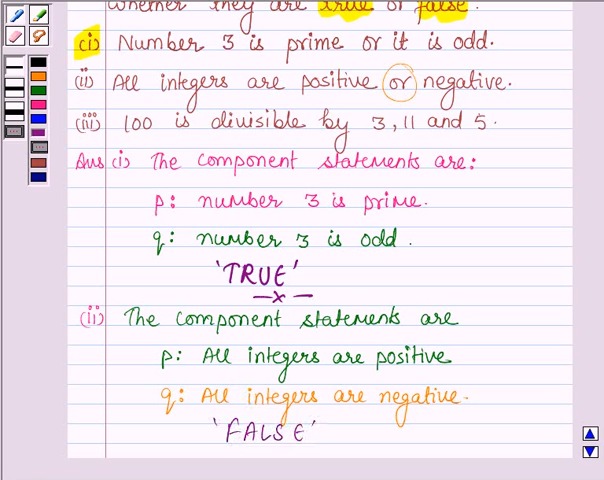 whether they are true or false.
(i) Number 3 is prime or it is odd.
(ii) All integers are positive or negative.
(iii) 100 is divisible by 3, 11 and 5.
Ans (i) The component statements are:
p: number 3 is prime.
q: number 3 is odd.
'TRUE'
—x—
(ii) The component statements are
p: All integers are positive
q: All integers are negative.
'FALSE'